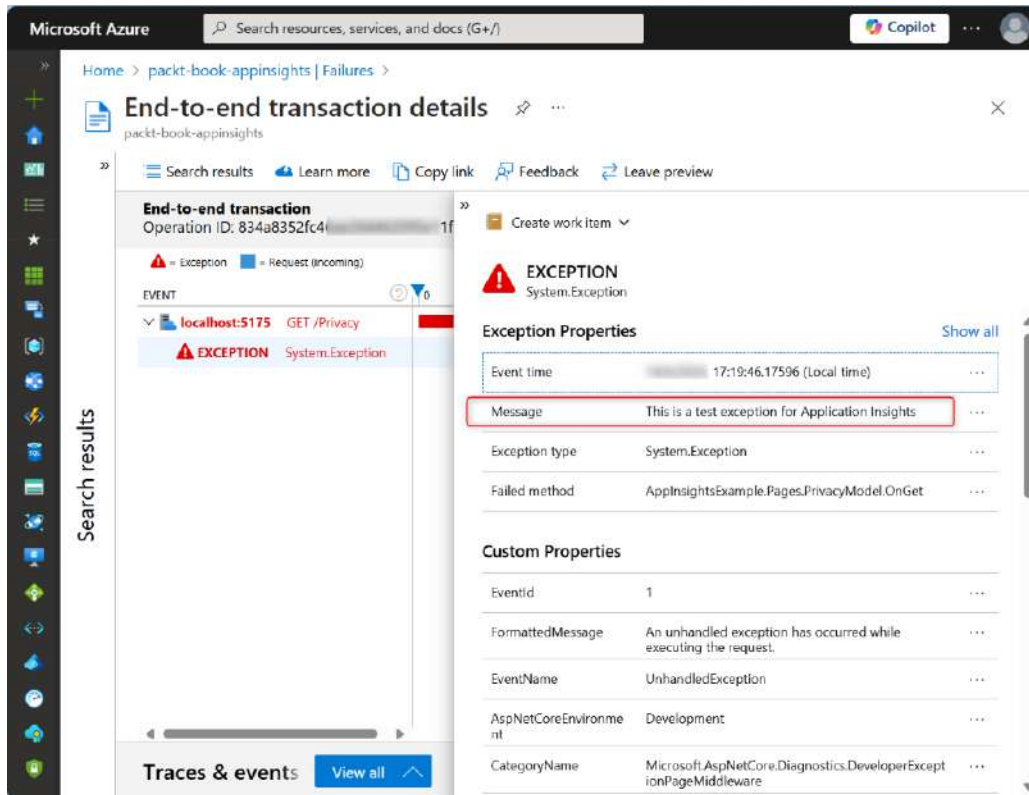 Microsoft Azure
Search resources, services, and docs (G+/)
Copilot
Home > packt-book-appinsights | Failures >
End-to-end transaction details
packt-book-appinsights
Search results
Learn more
Copy link
Feedback
Leave preview
Search results
End-to-end transaction
Operation ID: 834a8352fc4
1f
= Exception
= Request (Incoming)
EVENT
0
localhost:5175 GET /Privacy
EXCEPTION System.Exception
Traces & events
View all
Create work item
EXCEPTION
System.Exception
Exception Properties
Show all
Event time 17:19:46.17596 (Local time)
Message This is a test exception for Application Insights
Exception type System.Exception
Failed method AppInsightsExample.Pages.PrivacyModel.OnGet
Custom Properties
EventId 1
FormattedMessage An unhandled exception has occurred while
executing the request.
EventName UnhandledException
AspNetCoreEnvironme Development
nt
CategoryName Microsoft.AspNetCore.Diagnostics.DeveloperExcept
ionPageMiddleware